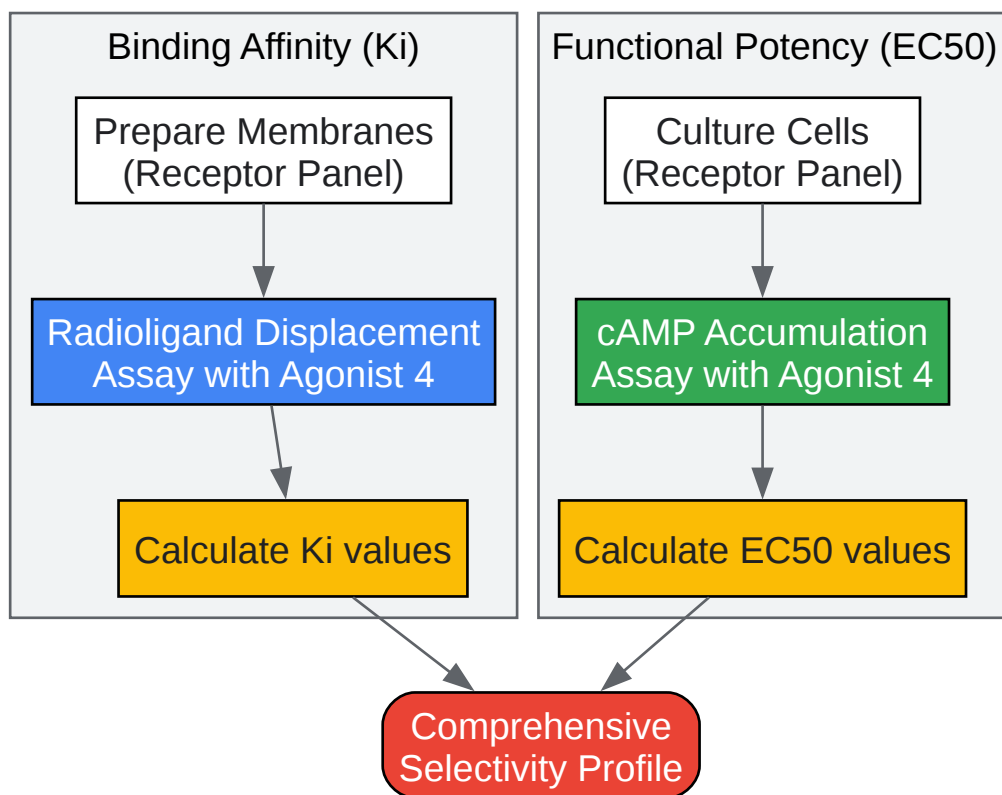 Binding Affinity (Ki)
Prepare Membranes
(Receptor Panel)
Radioligand Displacement
Assay with Agonist 4
Calculate Ki values
Functional Potency (EC50)
Culture Cells
(Receptor Panel)
cAMP Accumulation
Assay with Agonist 4
Calculate EC50 values
Comprehensive
Selectivity Profile